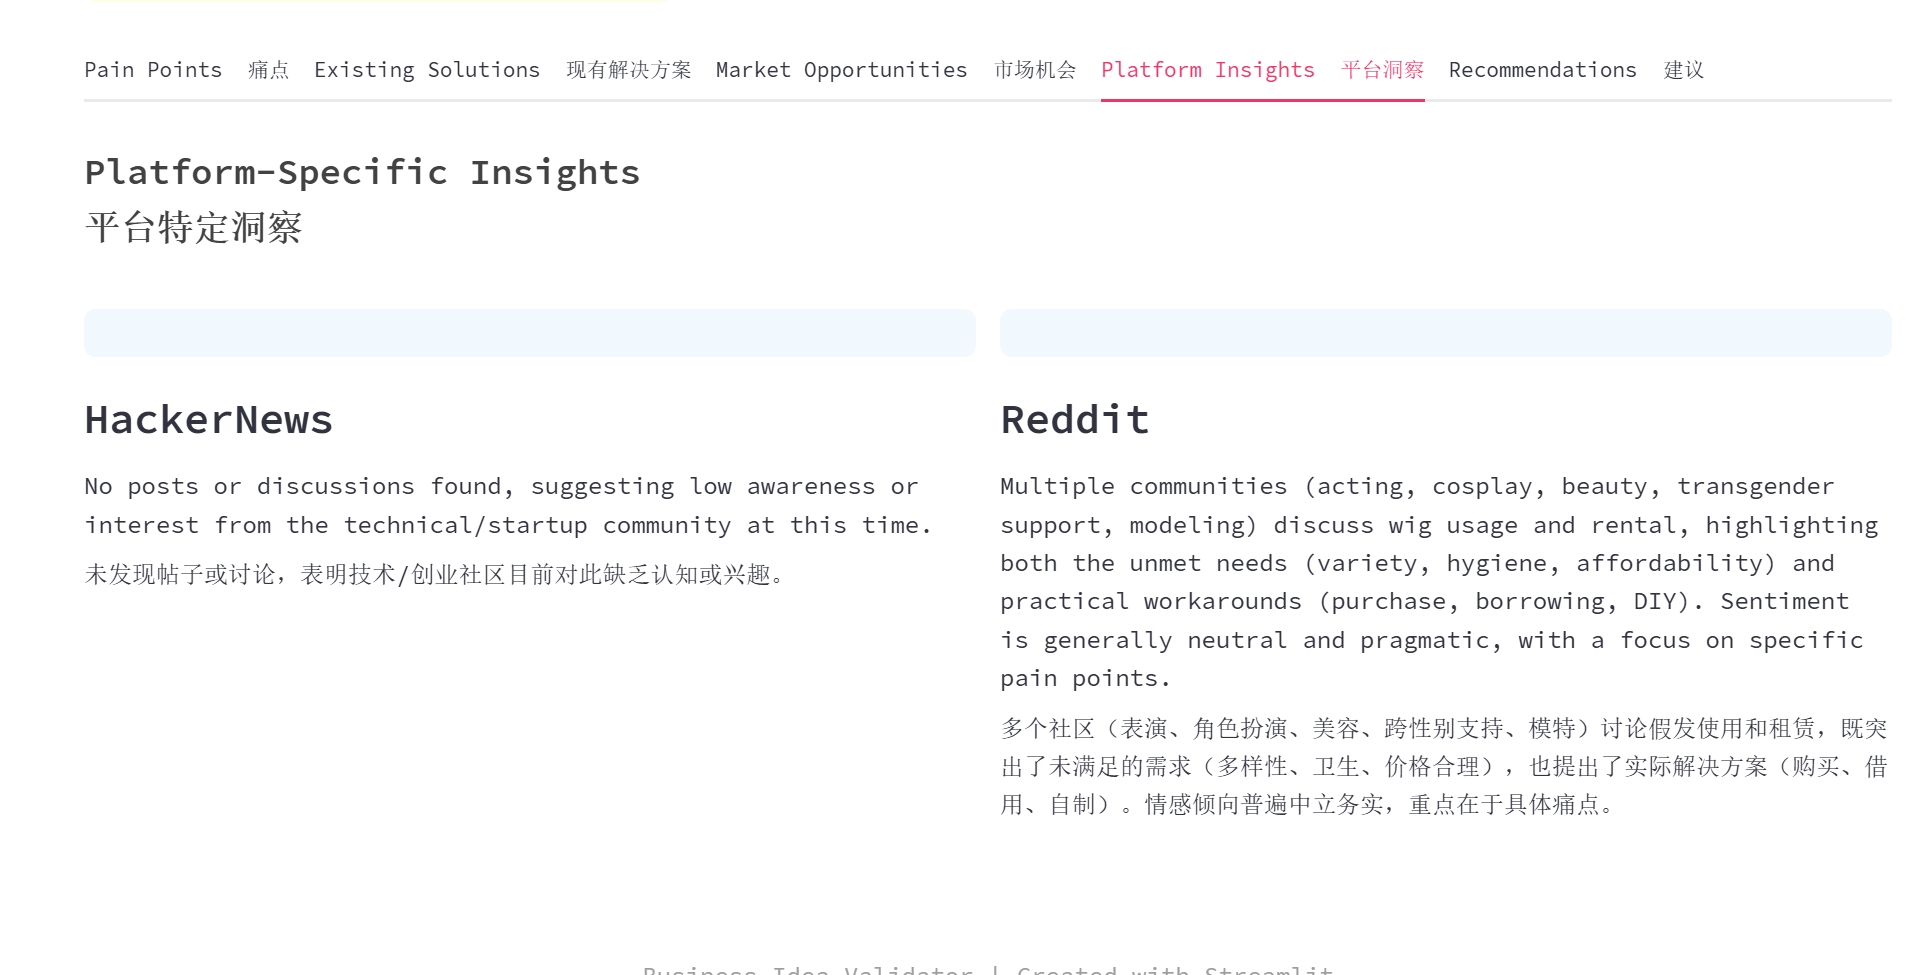 Pain Points 痛点 Existing Solutions 现有解决方案 Market Opportunities 市场机会 Platform Insights 平台洞察 Recommendations 建议
Platform-Specific Insights
平台特定洞察
HackerNews
No posts or discussions found, suggesting low awareness or
interest from the technical/startup community at this time.
未发现帖子或讨论，表明技术/创业社区目前对此缺乏认知或兴趣。
Reddit
Multiple communities (acting, cosplay, beauty, transgender
support, modeling) discuss wig usage and rental, highlighting
both the unmet needs (variety, hygiene, affordability) and
practical workarounds (purchase, borrowing, DIY). Sentiment
is generally neutral and pragmatic, with a focus on specific
pain points.
多个社区（表演、角色扮演、美容、跨性别支持、模特）讨论假发使用和租赁，既突
出了未满足的需求（多样性、卫生、价格合理），也提出了实际解决方案（购买、借
用、自制）。情感倾向普遍中立务实，重点在于具体痛点。
Business Idea Validator | Created with Streamlit